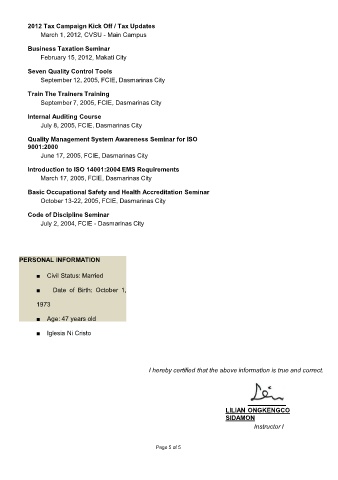 2012 Tax Campaign Kick Off / Tax Updates
March 1, 2012, CVSU - Main Campus
Business Taxation Seminar
February 15, 2012, Makati City
Seven Quality Control Tools
September 12, 2005, FCIE, Dasmarinas City
Train The Trainers Training
September 7, 2005, FCIE, Dasmarinas City
Internal Auditing Course
July 8, 2005, FCIE, Dasmarinas City
Quality Management System Awareness Seminar for ISO
9001:2000
June 17, 2005, FCIE, Dasmarinas City
Introduction to ISO 14001:2004 EMS Requirements
March 17, 2005, FCIE, Dasmarinas City
Basic Occupational Safety and Health Accreditation Seminar
October 13-22, 2005, FCIE, Dasmarinas City
Code of Discipline Seminar
July 2, 2004, FCIE - Dasmarinas City
PERSONAL INFORMATION
■ Civil Status: Married
■ Date of Birth: October 1,
1973
■ Age: 47 years old
■ Iglesia Ni Cristo
I hereby certified that the above information is true and correct.
LILIAN ONGKENGCO
SIDAMON
Instructor I
Page 5 of 5